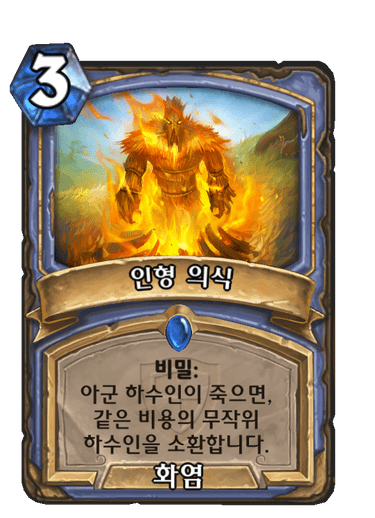 3
인형 의식
비밀:
아군 하수인이 죽으면,
같은 비용의 무작위
하수인을 소환합니다.
화염